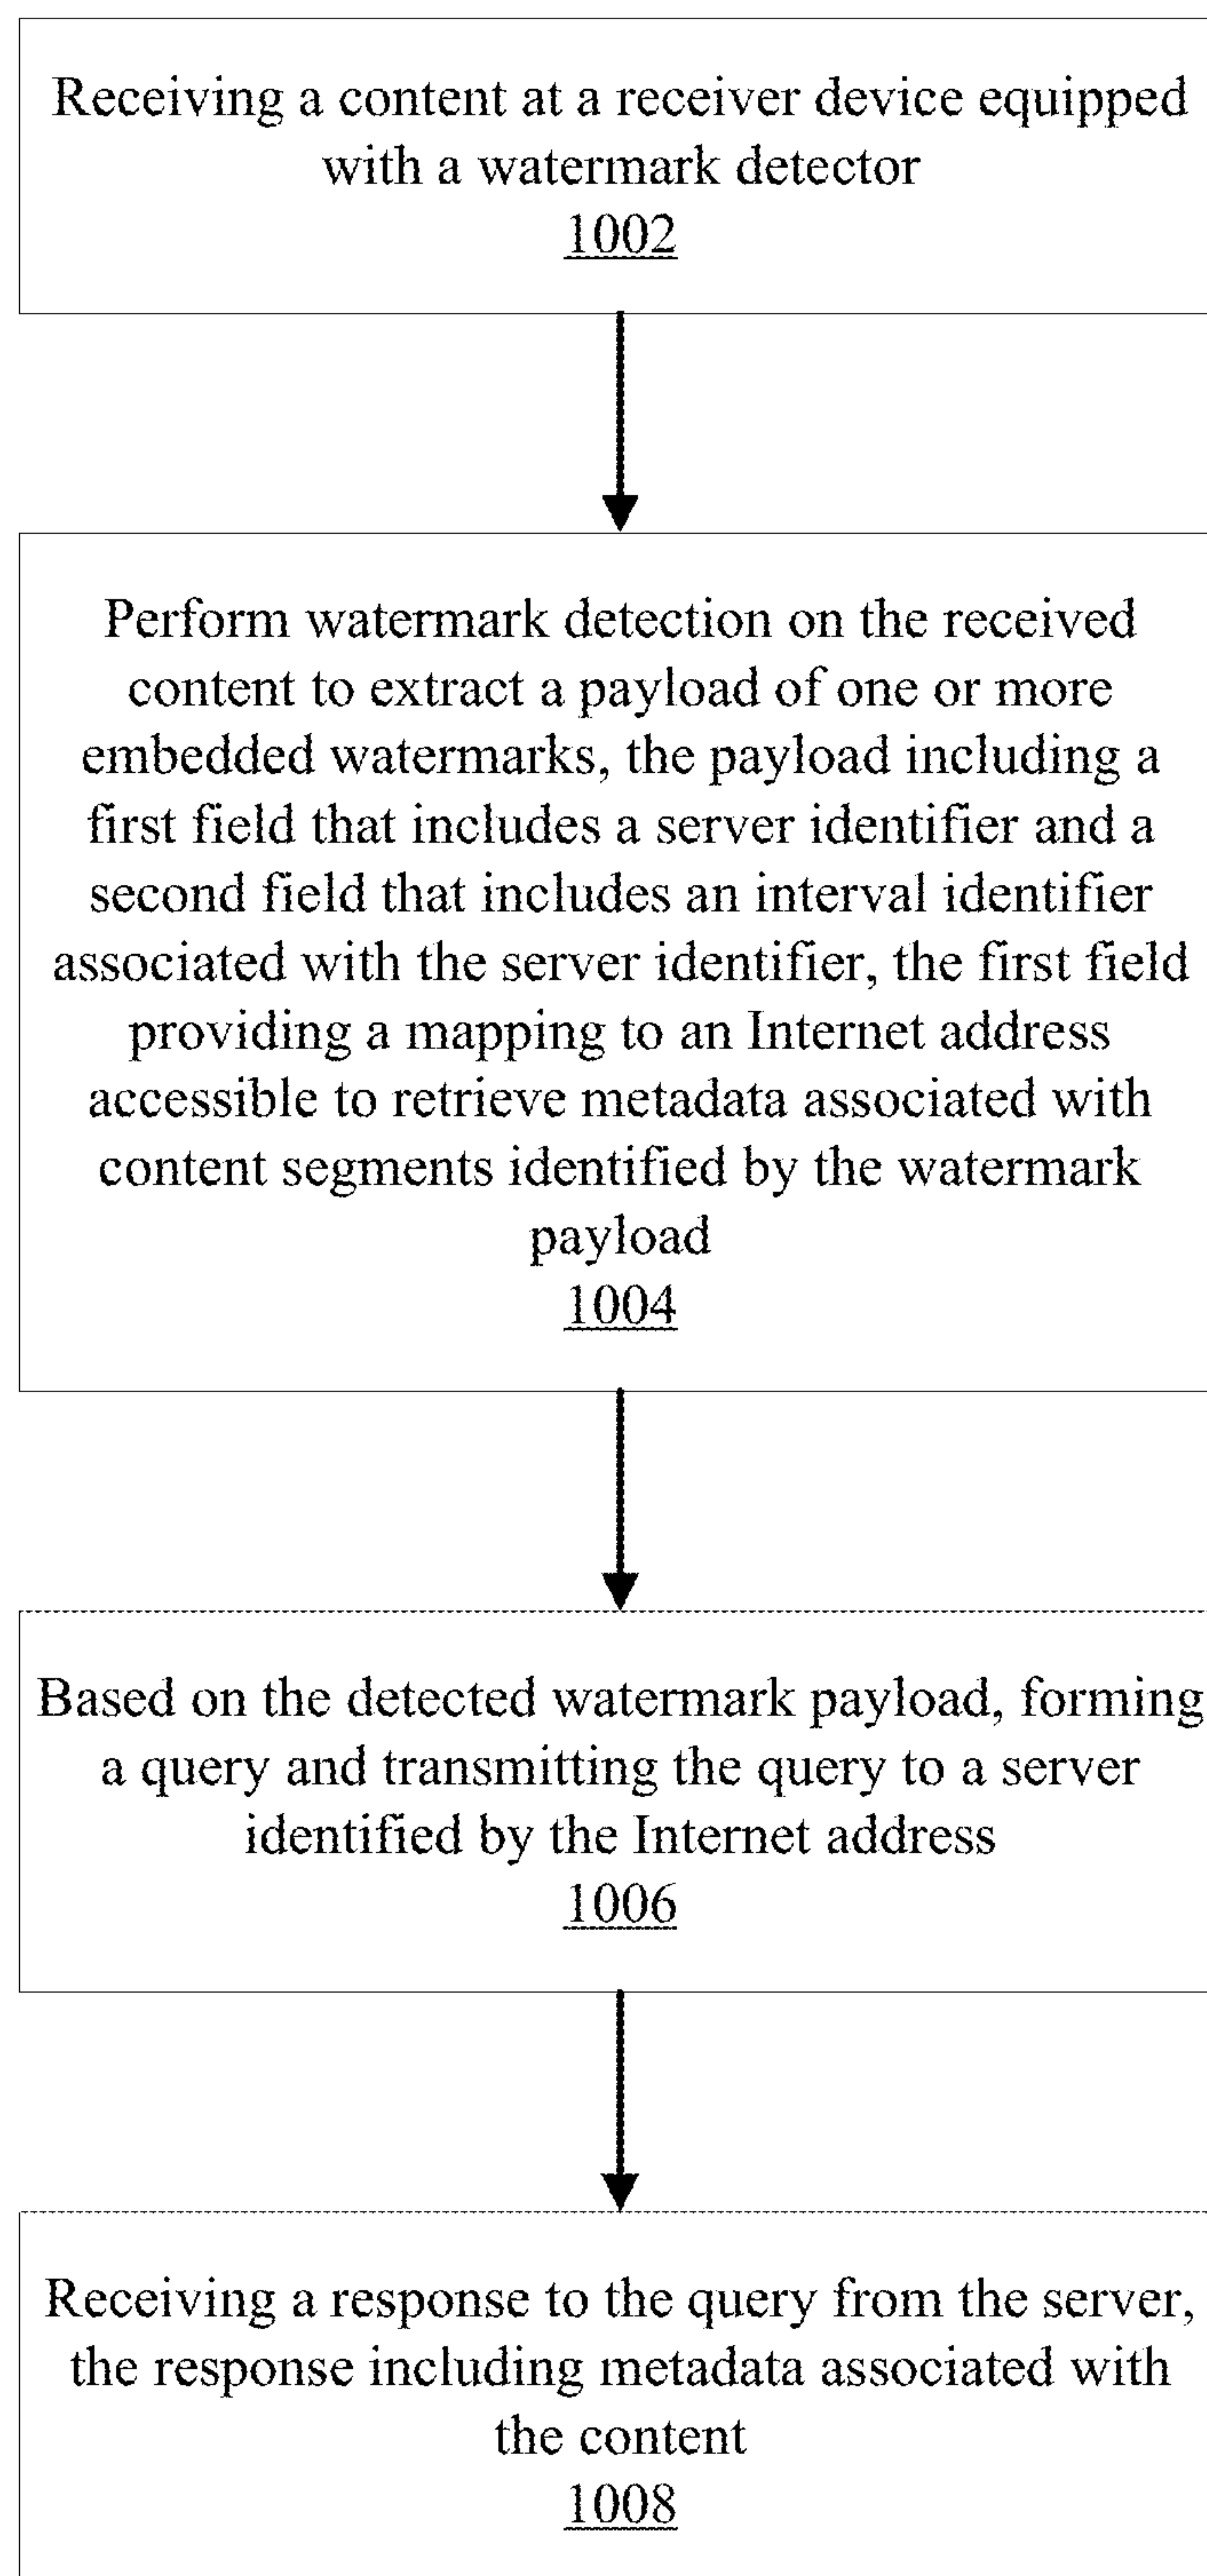 Receiving a content at a receiver device equipped
with a watermark detector
1002
Perform watermark detection on the received
content to extract a payload of one or more
embedded watermarks, the payload including a
first field that includes a server identifier and a
second field that includes an interval identifier
associated with the server identifier, the first field
providing a mapping to an Internet address
accessible to retrieve metadata associated with
content segments identified by the watermark
payload
1004
Based on the detected watermark payload, forming
a query and transmitting the query to a server
identified by the Internet address
1006
Receiving a response to the query from the server,
the response including metadata associated with
the content
1008